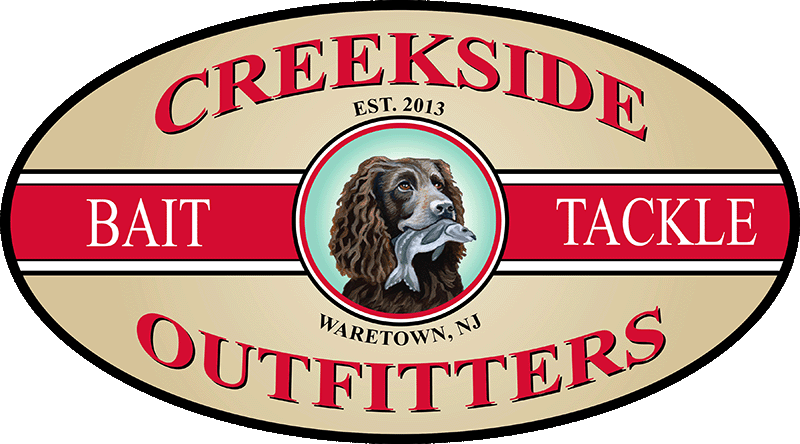 CREEKSIDE
EST. 2013
BAIT TACKLE
WARETOWN, NJ
OUTFITTERS